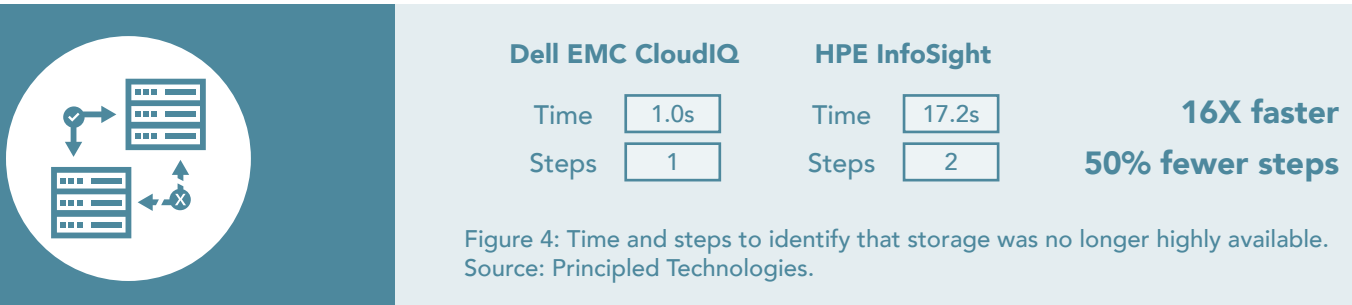 Dell EMC CloudIQ
Time 1.0s
Steps 1
HPE InfoSight
Time 17.2s
Steps 2
16X faster
50% fewer steps
Figure 4: Time and steps to identify that storage was no longer highly available.
Source: Principled Technologies.
X